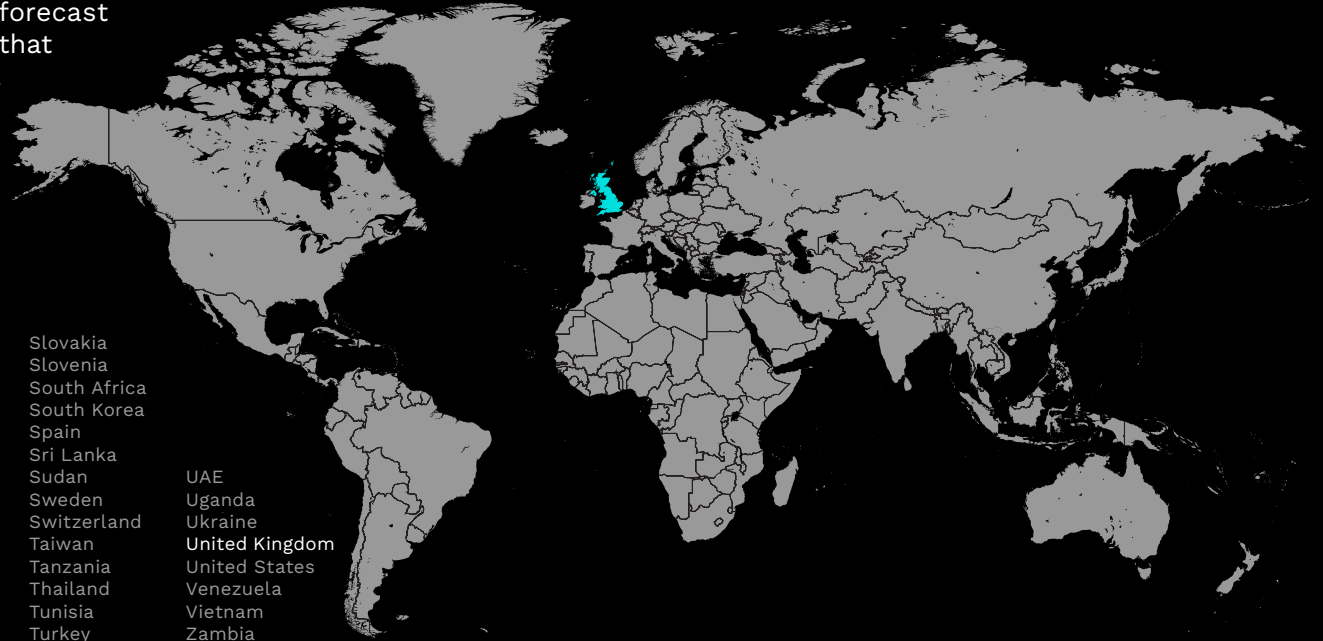 forecast
that
Slovakia
Slovenia
South Africa
South Korea
Spain
Sri Lanka
Sudan
Sweden
Switzerland
Taiwan
Tanzania
Thailand
Tunisia
Turkey
UAE
Uganda
Ukraine
United Kingdom
United States
Venezuela
Vietnam
Zambia